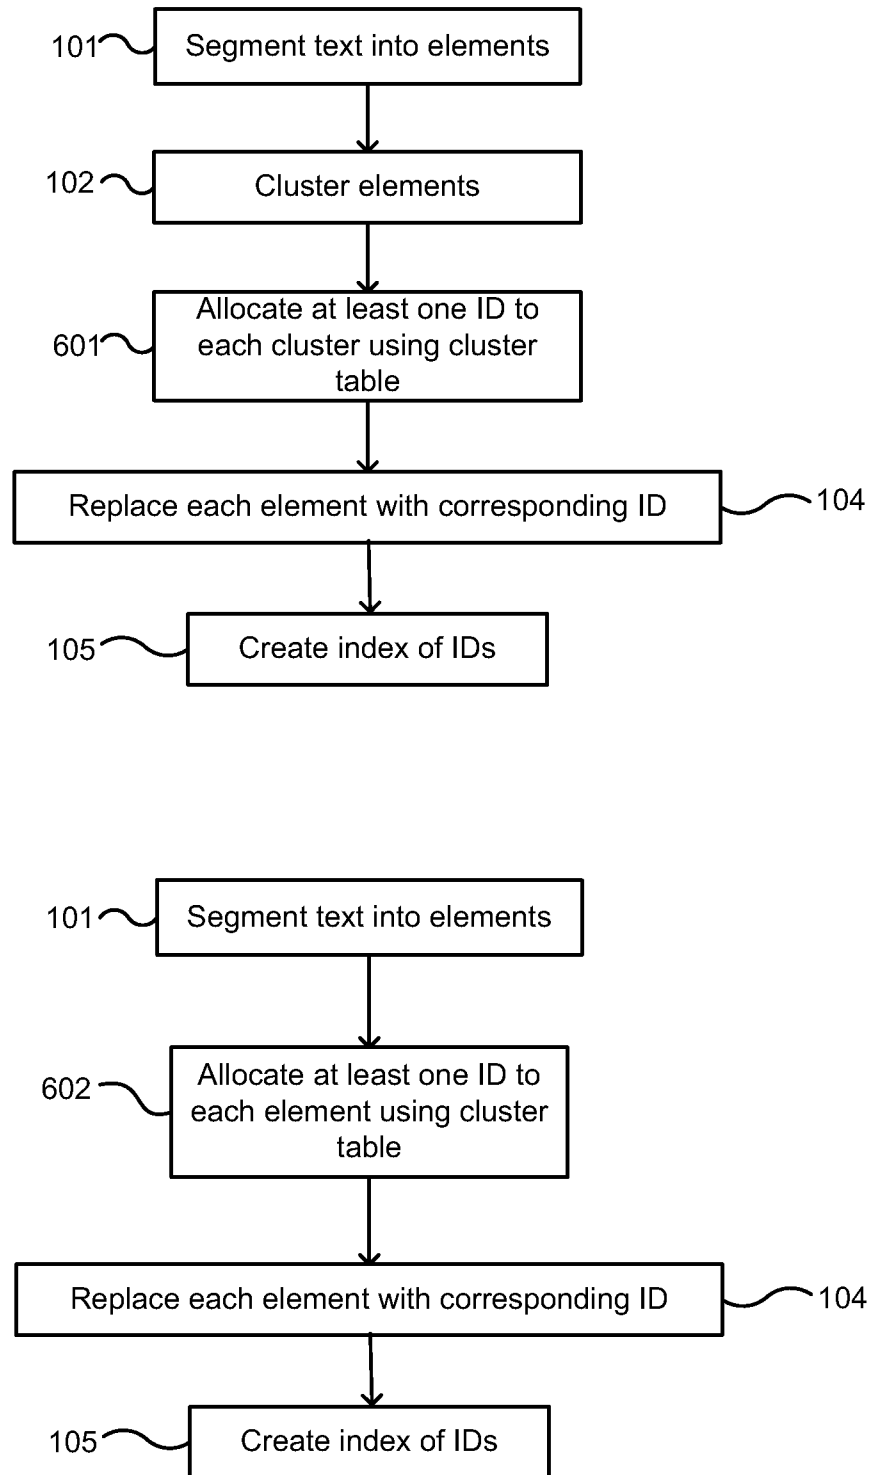 101
Segment text into elements
102
Cluster elements
601
Allocate at least one ID to
each cluster using cluster
table
Replace each element with corresponding ID
104
105
Create index of IDs
101
Segment text into elements
602
Allocate at least one ID to
each element using cluster
table
Replace each element with corresponding ID
104
105
Create index of IDs